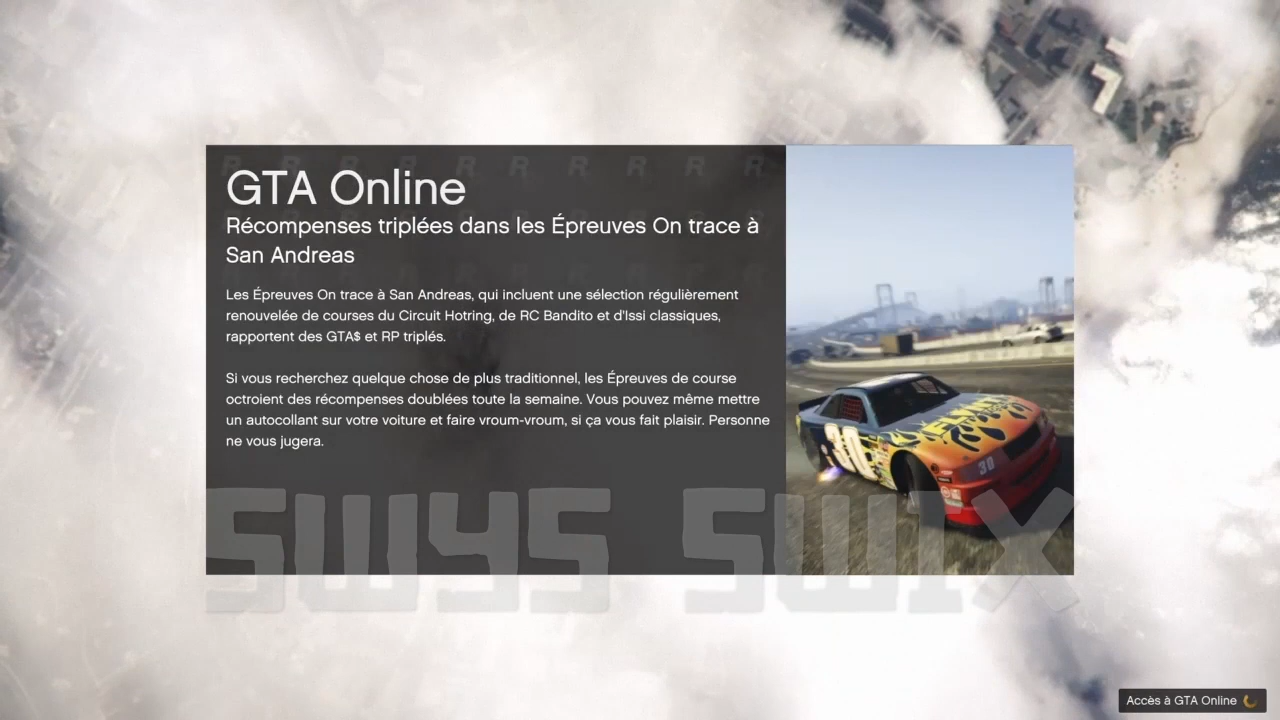 GTA Online
Récompenses triplées dans les Épreuves On trace à
San Andreas
Les Épreuves On trace à San Andreas, qui incluent une sélection régulièrement
renouvelée de courses du Circuit Hotring, de RC Bandito et d'Issi classiques,
rapportent des GTA$ et RP triplés.
Si vous recherchez quelque chose de plus traditionnel, les Épreuves de course
octroient des récompenses doublées toute la semaine. Vous pouvez même mettre
un autocollant sur votre voiture et faire vroum-vroum, si ça vous fait plaisir. Personne
ne vous jugera.
30
30
SWYS SWIX
Accès à GTA Online